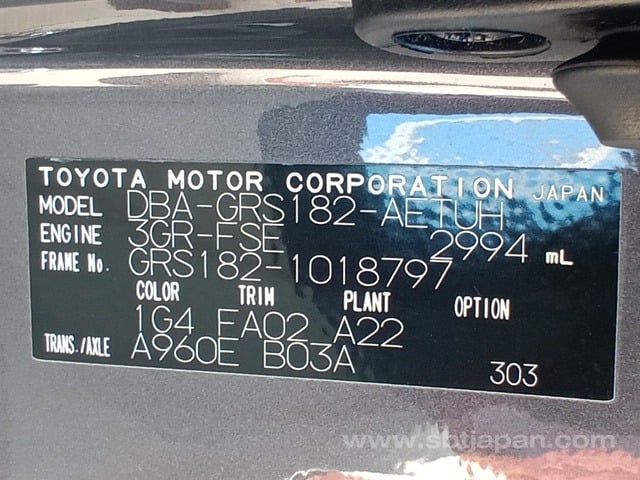 TOYOTA MOTOR CORPORATION JAPAN
MODEL DBA-GRS182-AETUH
ENGINE 3GR-FSE 2994 mL
FRAME No. GRS182-1018797
COLOR TRIM PLANT OPTION
1G4 FA02 A22
TRANS./AXLE A960E B03A
303
www.sbtjapan.com